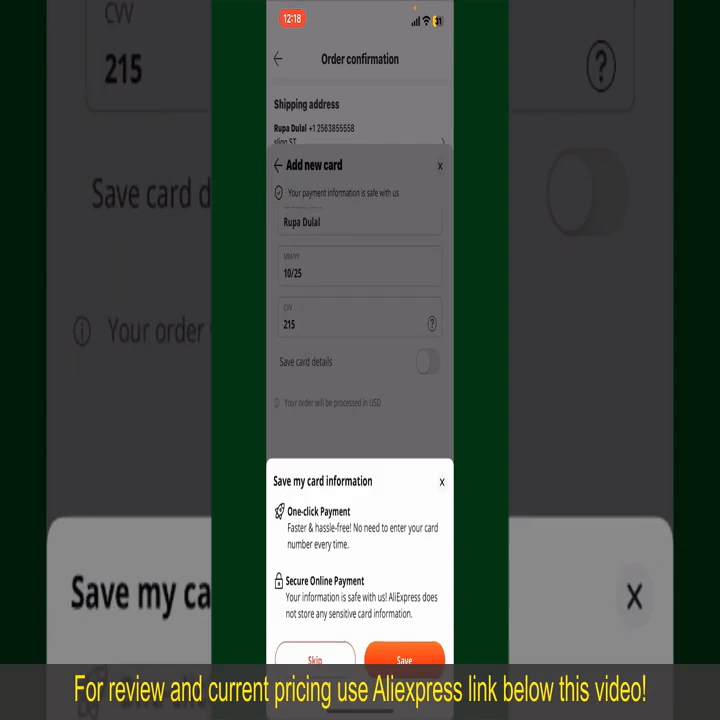 CVV
215
?
Save card d
Your order
Save my ca
X
12:18
31
Order confirmation
Shipping address
Rupa Dulal +1 2563855558
sligo ST
Add new card
x
Your payment information is safe with us
Rupa Dulal
MM/YY
10/25
CVV
215
?
Save card details
Your order will be processed in USD
Save my card information
x
One-click Payment
Faster & hassle-free! No need to enter your card
number every time.
Secure Online Payment
Your information is safe with us! AliExpress does
not store any sensitive card information.
Skip
Save
For review and current pricing use Aliexpress link below this video!